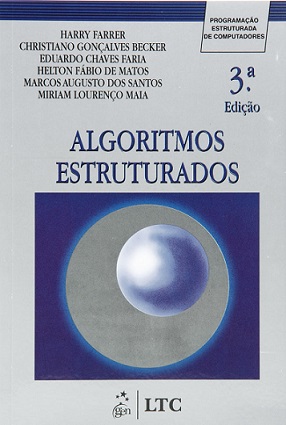 HARRY FARRER
CHRISTIANO GONÇALVES BECKER
EDUARDO CHAVES FARIA
HELTON FÁBIO DE MATOS
MARCOS AUGUSTO DOS SANTOS
MIRIAM LOURENÇO MAIA
PROGRAMAÇÃO
ESTRUTURADA
DE COMPUTADORES
3.ª
Edição
ALGORITMOS
ESTRUTURADOS
gen
LTC